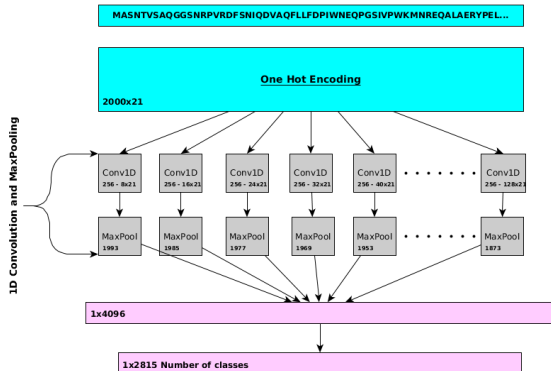 MASNTVSAQGGSNRPVRDFSNIQDVAQFLLFDPIWNEQPGSIVPWKMNREQALAERYPEL...
One Hot Encoding
2000x21
1D Convolution and MaxPooling
Conv1D Conv1D Conv1D Conv1D Conv1D Conv1D
256 - 8x21 256 - 16x21 256 - 24x21 256 - 32x21 256 - 40x21 256 - 128x21
MaxPool MaxPool MaxPool MaxPool MaxPool MaxPool
1993 1985 1977 1969 1953 1873
1x4096
1x2815 Number of classes